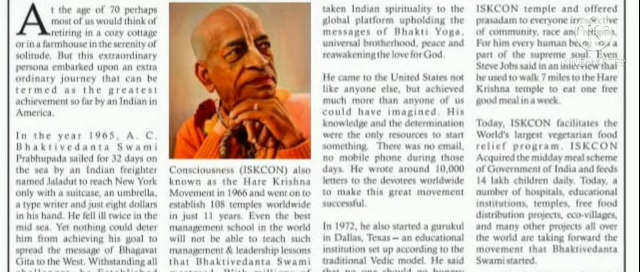 At the age of 70 perhaps
most of us would think of
retiring in a cozy cottage
or in a farmhouse in the serenity of
solitude. But this extraordinary
persona embarked upon an extra
ordinary journey that can be
termed as the greatest
achievement so far by an Indian in
America.
In the year 1965, A. C.
Bhaktivedanta Swami
Prabhupada sailed for 32 days on
the sea by an Indian freighter
named Jaladut to reach New York
only with a suitcase, an umbrella,
a type writer and just eight dollars
in his hand. He fell ill twice in the
mid sea. Yet nothing could deter
him from achieving his goal to
spread the message of Bhagavat
Gita to the West. Withstanding all
Consciousness (ISKCON) also
known as the Hare Krishna
Movement in 1966 and went on to
establish 108 temples worldwide
in just 11 years. Even the best
management school in the world
will not be able to teach such
management & leadership lessons
that Bhaktivedanta Swami
taken Indian spirituality to the
global platform upholding the
messages of Bhakti Yoga,
universal brotherhood, peace and
reawakening the love for God.
He came to the United States not
like anyone else, but achieved
much more than anyone of us
could have imagined. His
knowledge and the determination
were the only resources to start
something. There was no email,
no mobile phone during those
days. He wrote around 10,000
letters to the devotees worldwide
to make this great movement
successful.
In 1972, he also started a gurukul
in Dallas, Texas — an educational
institution set up according to the
traditional Vedic model. He said
that no one should go hungry
ISKCON temple and offered
prasadam to everyone
of community, race and
For him every human
part of the supreme soul. Even
Steve Jobs said in an interview that
he used to walk 7 miles to the Hare
Krishna temple to eat one free
good meal in a week.
Today, ISKCON facilitates the
World's largest vegetarian food
relief program. ISKCON
Acquired the midday meal scheme
of Government of India and feeds
14 lakh children daily. Today, a
number of hospitals, educational
institutions, temples, free food
distribution projects, eco-villages,
and many other projects all over
the world are taking forward the
movement that Bhaktivedanta
Swami started.